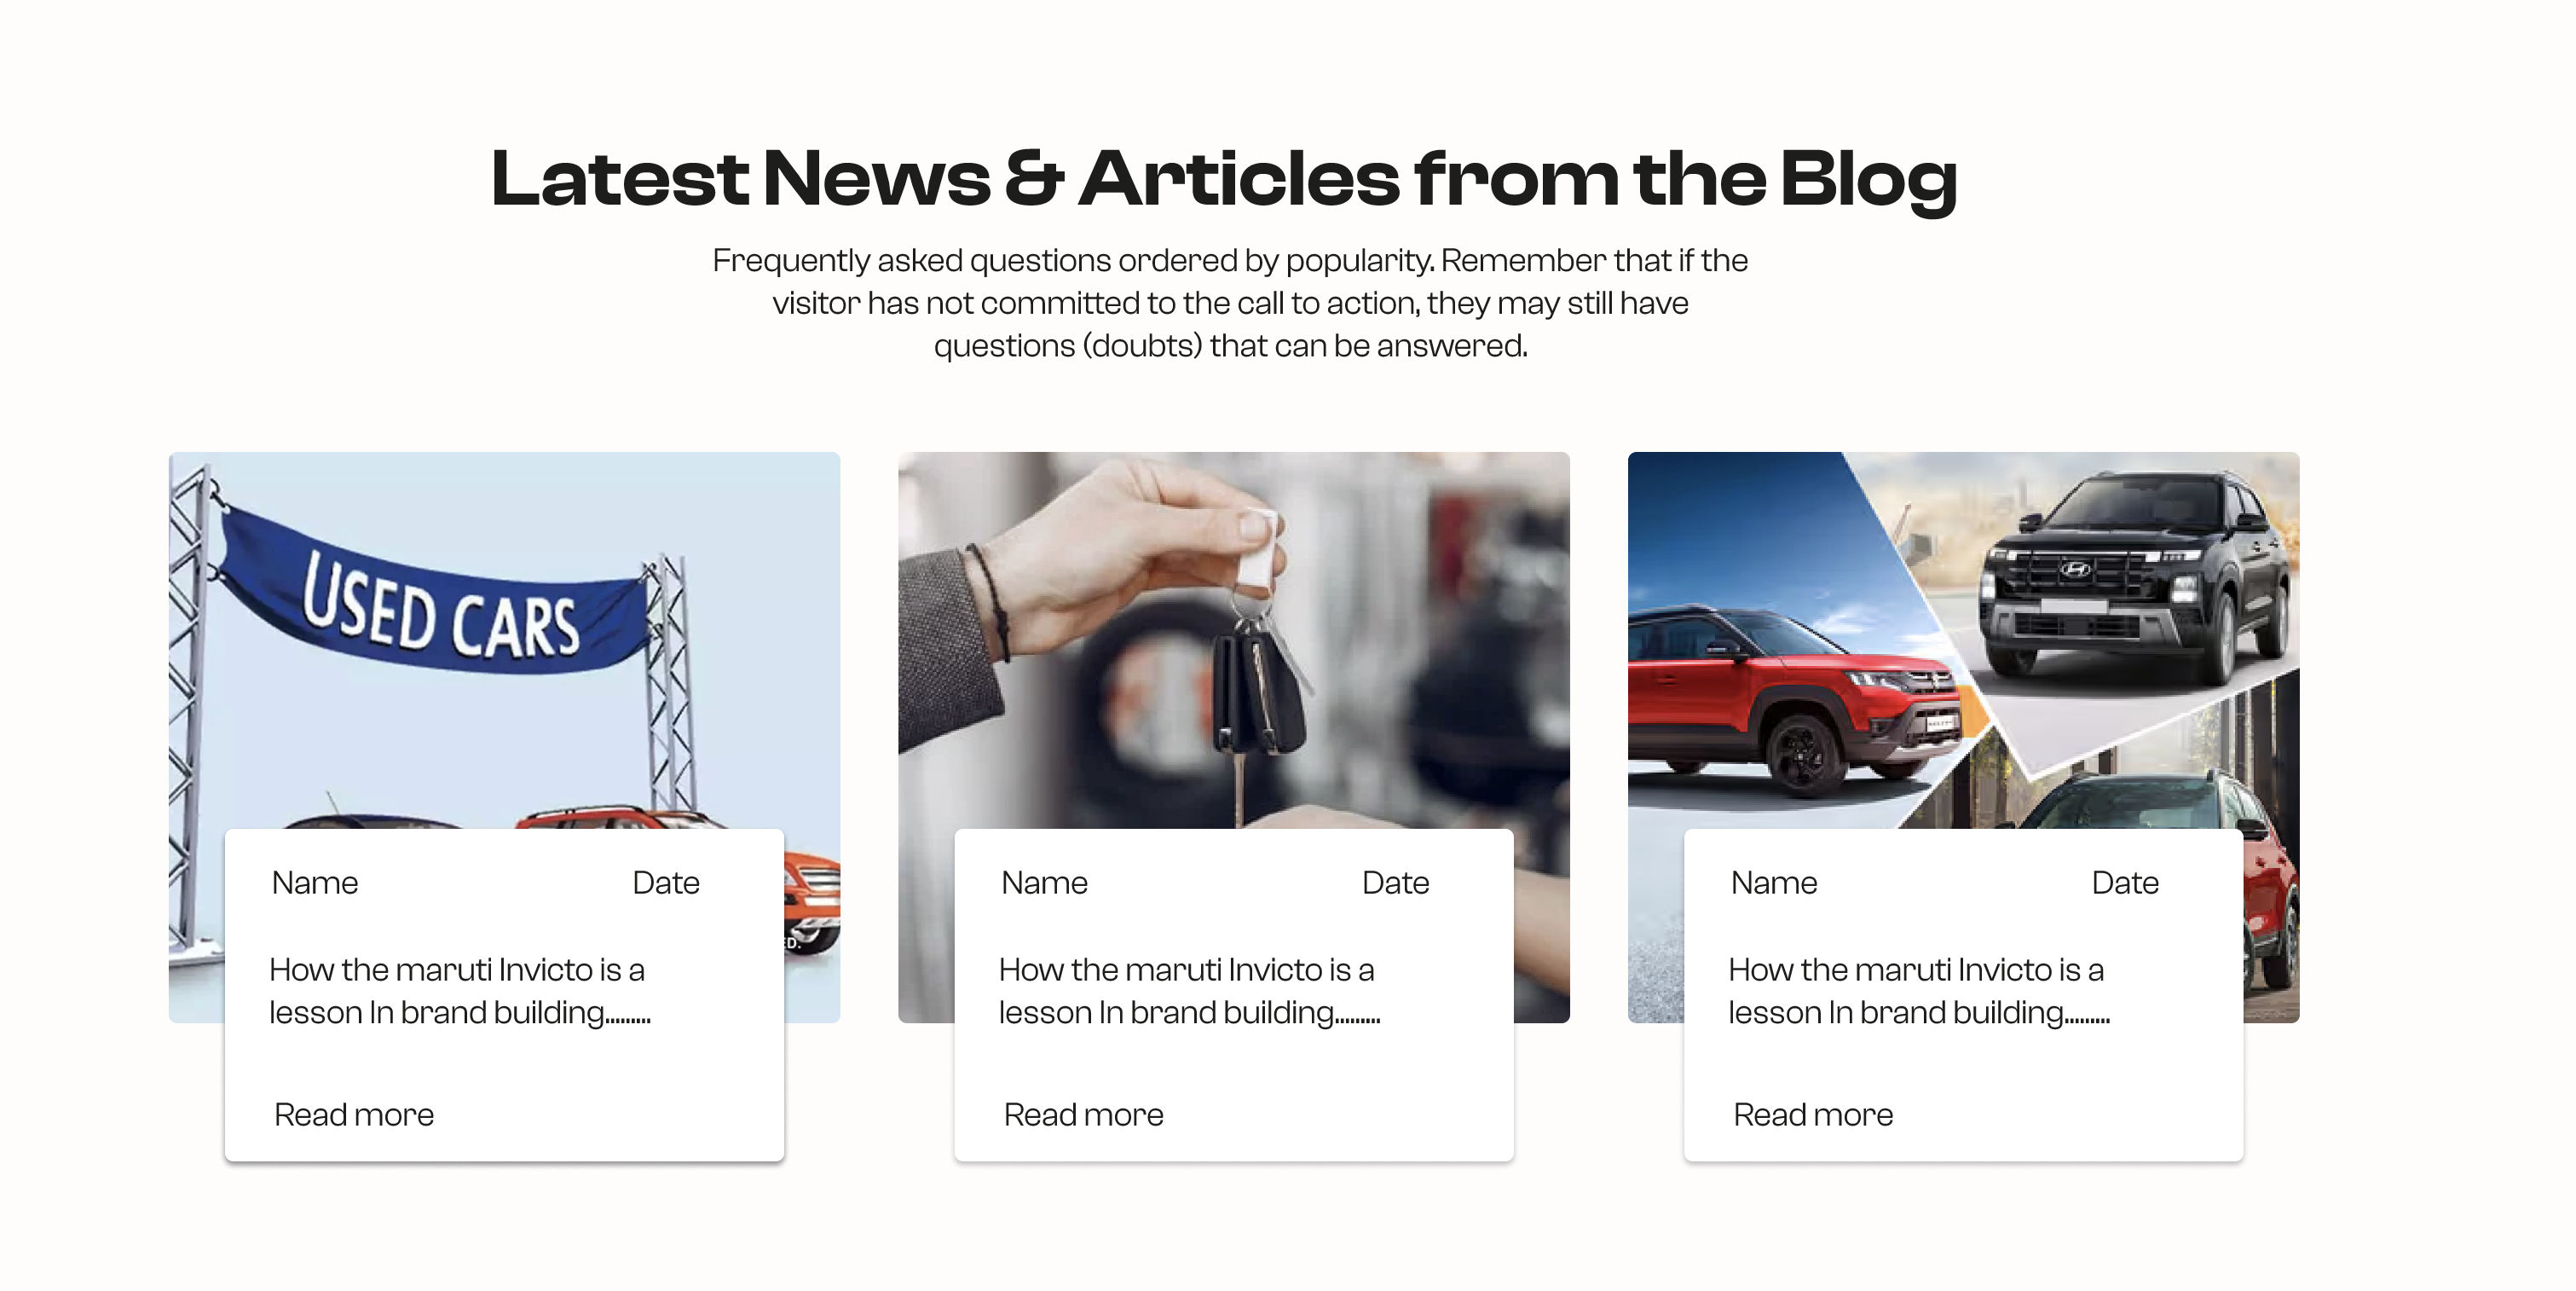 Latest News & Articles from the Blog
Frequently asked questions ordered by popularity. Remember that if the
visitor has not committed to the call to action, they may still have
questions (doubts) that can be answered.
USED CARS
ED.
Name Date
How the maruti Invicto is a
lesson In brand building.........
Read more
Name Date
How the maruti Invicto is a
lesson In brand building.........
Read more
Name Date
How the maruti Invicto is a
lesson In brand building.........
Read more